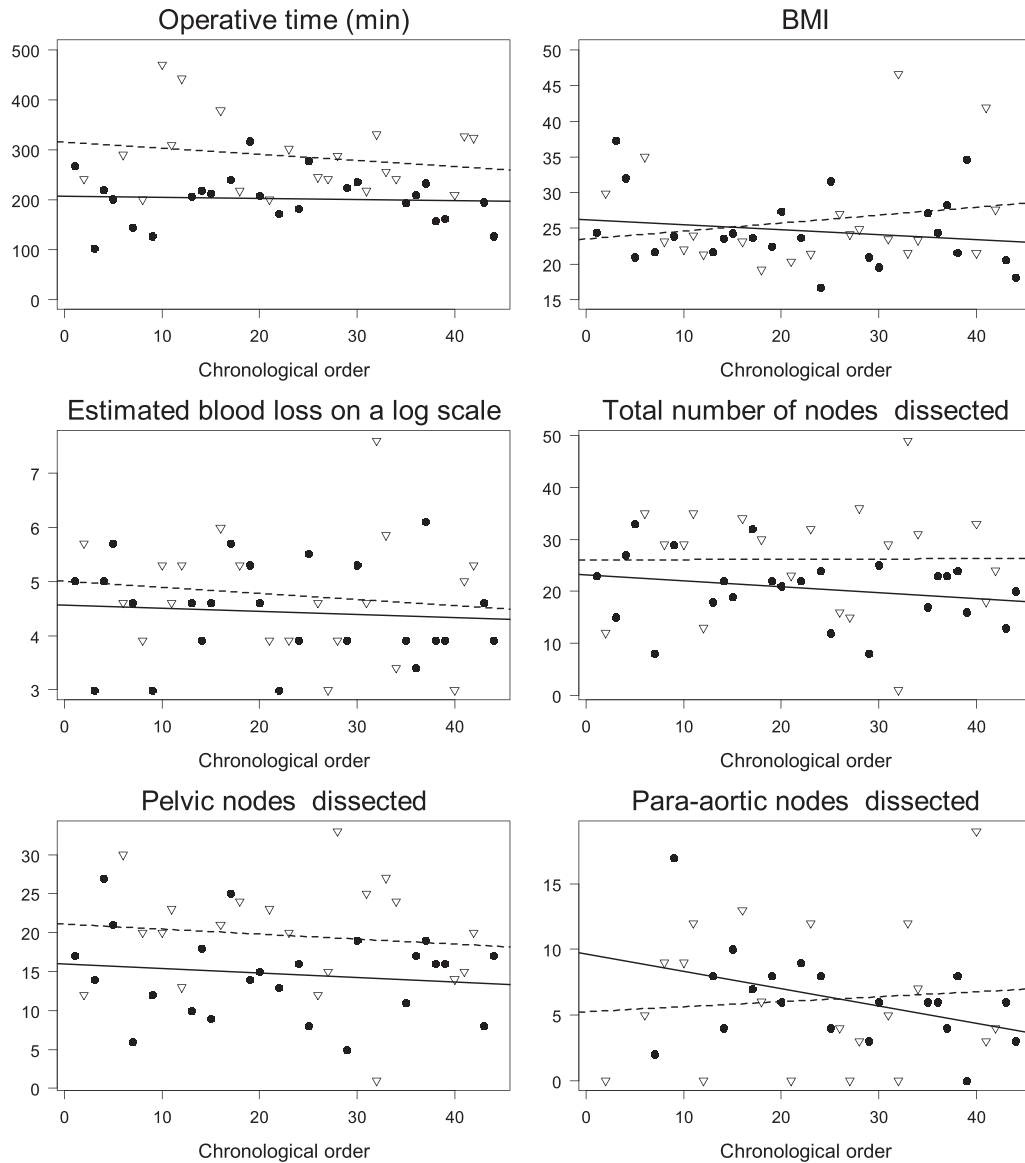 Operative time (min)
500
400
300
200
100
0
0 10 20 30 40
Chronological order
BMI
50
45
40
35
30
25
20
15
0 10 20 30 40
Chronological order
Estimated blood loss on a log scale
7
6
5
4
3
0 10 20 30 40
Chronological order
Total number of nodes dissected
50
40
30
20
10
0
0 10 20 30 40
Chronological order
Pelvic nodes dissected
30
25
20
15
10
5
0
0 10 20 30 40
Chronological order
Para-aortic nodes dissected
15
10
5
0
0 10 20 30 40
Chronological order